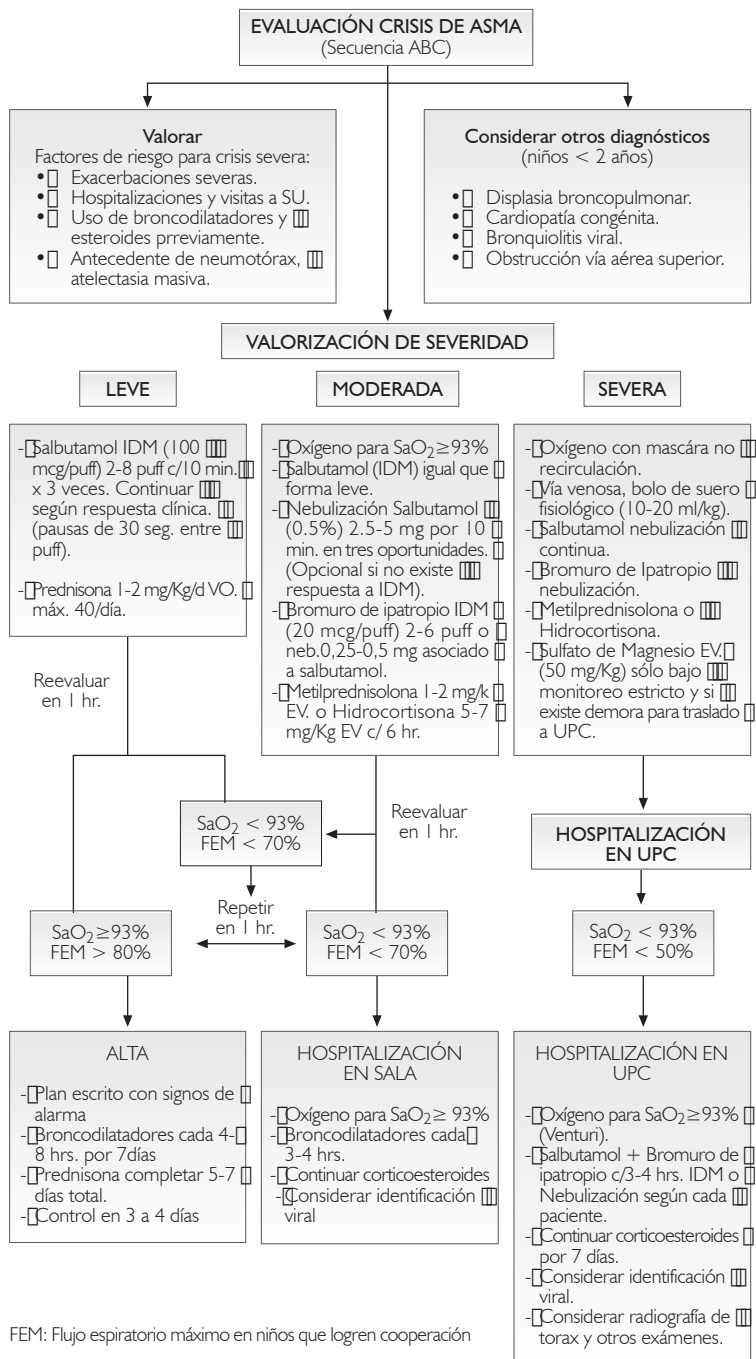 EVALUACIÓN CRISIS DE ASMA
(Secuencia ABC)
Valorar
Factores de riesgo para crisis severa:
• Exacerbaciones severas.
• Hospitalizaciones y visitas a SU.
• Uso de broncodilatadores y
esteroides prreviamente.
• Antecedente de neumotórax,
atelectasia masiva.
Considerar otros diagnósticos
(niños < 2 años)
• Displasia broncopulmonar.
• Cardiopatía congénita.
• Bronquiolitis viral.
• Obstrucción vía aérea superior.
VALORIZACIÓN DE SEVERIDAD
LEVE
- Salbutamol IDM (100
mcg/puff) 2-8 puff c/10 min.
x 3 veces. Continuar
según respuesta clínica.
(pausas de 30 seg. entre
puff).
- Prednisona 1-2 mg/Kg/d VO.
máx. 40/día.
Reevaluar
en 1 hr.
MODERADA
- Oxígeno para SaO2≥93%
- Salbutamol (IDM) igual que
forma leve.
- Nebulización Salbutamol
(0.5%) 2.5-5 mg por 10
min. en tres oportunidades.
(Opcional si no existe
respuesta a IDM).
- Bromuro de ipatropio IDM
(20 mcg/puff) 2-6 puff o
neb.0,25-0,5 mg asociado
a salbutamol.
- Metilprednisolona 1-2 mg/k
EV. o Hidrocortisona 5-7
mg/Kg EV c/ 6 hr.
Reevaluar
en 1 hr.
SEVERA
- Oxígeno con mascára no
recirculación.
- Vía venosa, bolo de suero
fisiológico (10-20 ml/kg).
- Salbutamol nebulización
continua.
- Bromuro de Ipatropio
nebulización.
- Metilprednisolona o
Hidrocortisona.
- Sulfato de Magnesio EV.
(50 mg/Kg) sólo bajo
monitoreo estricto y si
existe demora para traslado
a UPC.
SaO2 < 93%
FEM < 70%
HOSPITALIZACIÓN
EN UPC
Repetir
en 1 hr.
SaO2≥93%
FEM > 80%
SaO2 < 93%
FEM < 70%
SaO2 < 93%
FEM < 50%
ALTA
- Plan escrito con signos de
alarma
- Broncodilatadores cada 4-
8 hrs. por 7días
- Prednisona completar 5-7
días total.
- Control en 3 a 4 días
HOSPITALIZACIÓN
EN SALA
- Oxígeno para SaO2≥ 93%
- Broncodilatadores cada
3-4 hrs.
- Continuar corticoesteroides
- Considerar identificación
viral
HOSPITALIZACIÓN EN
UPC
- Oxígeno para SaO2≥93%
(Venturi).
- Salbutamol + Bromuro de
ipatropio c/3-4 hrs. IDM o
Nebulización según cada
paciente.
- Continuar corticoesteroides
por 7 días.
- Considerar identificación
viral.
- Considerar radiografía de
torax y otros exámenes.
FEM: Flujo espiratorio máximo en niños que logren cooperación